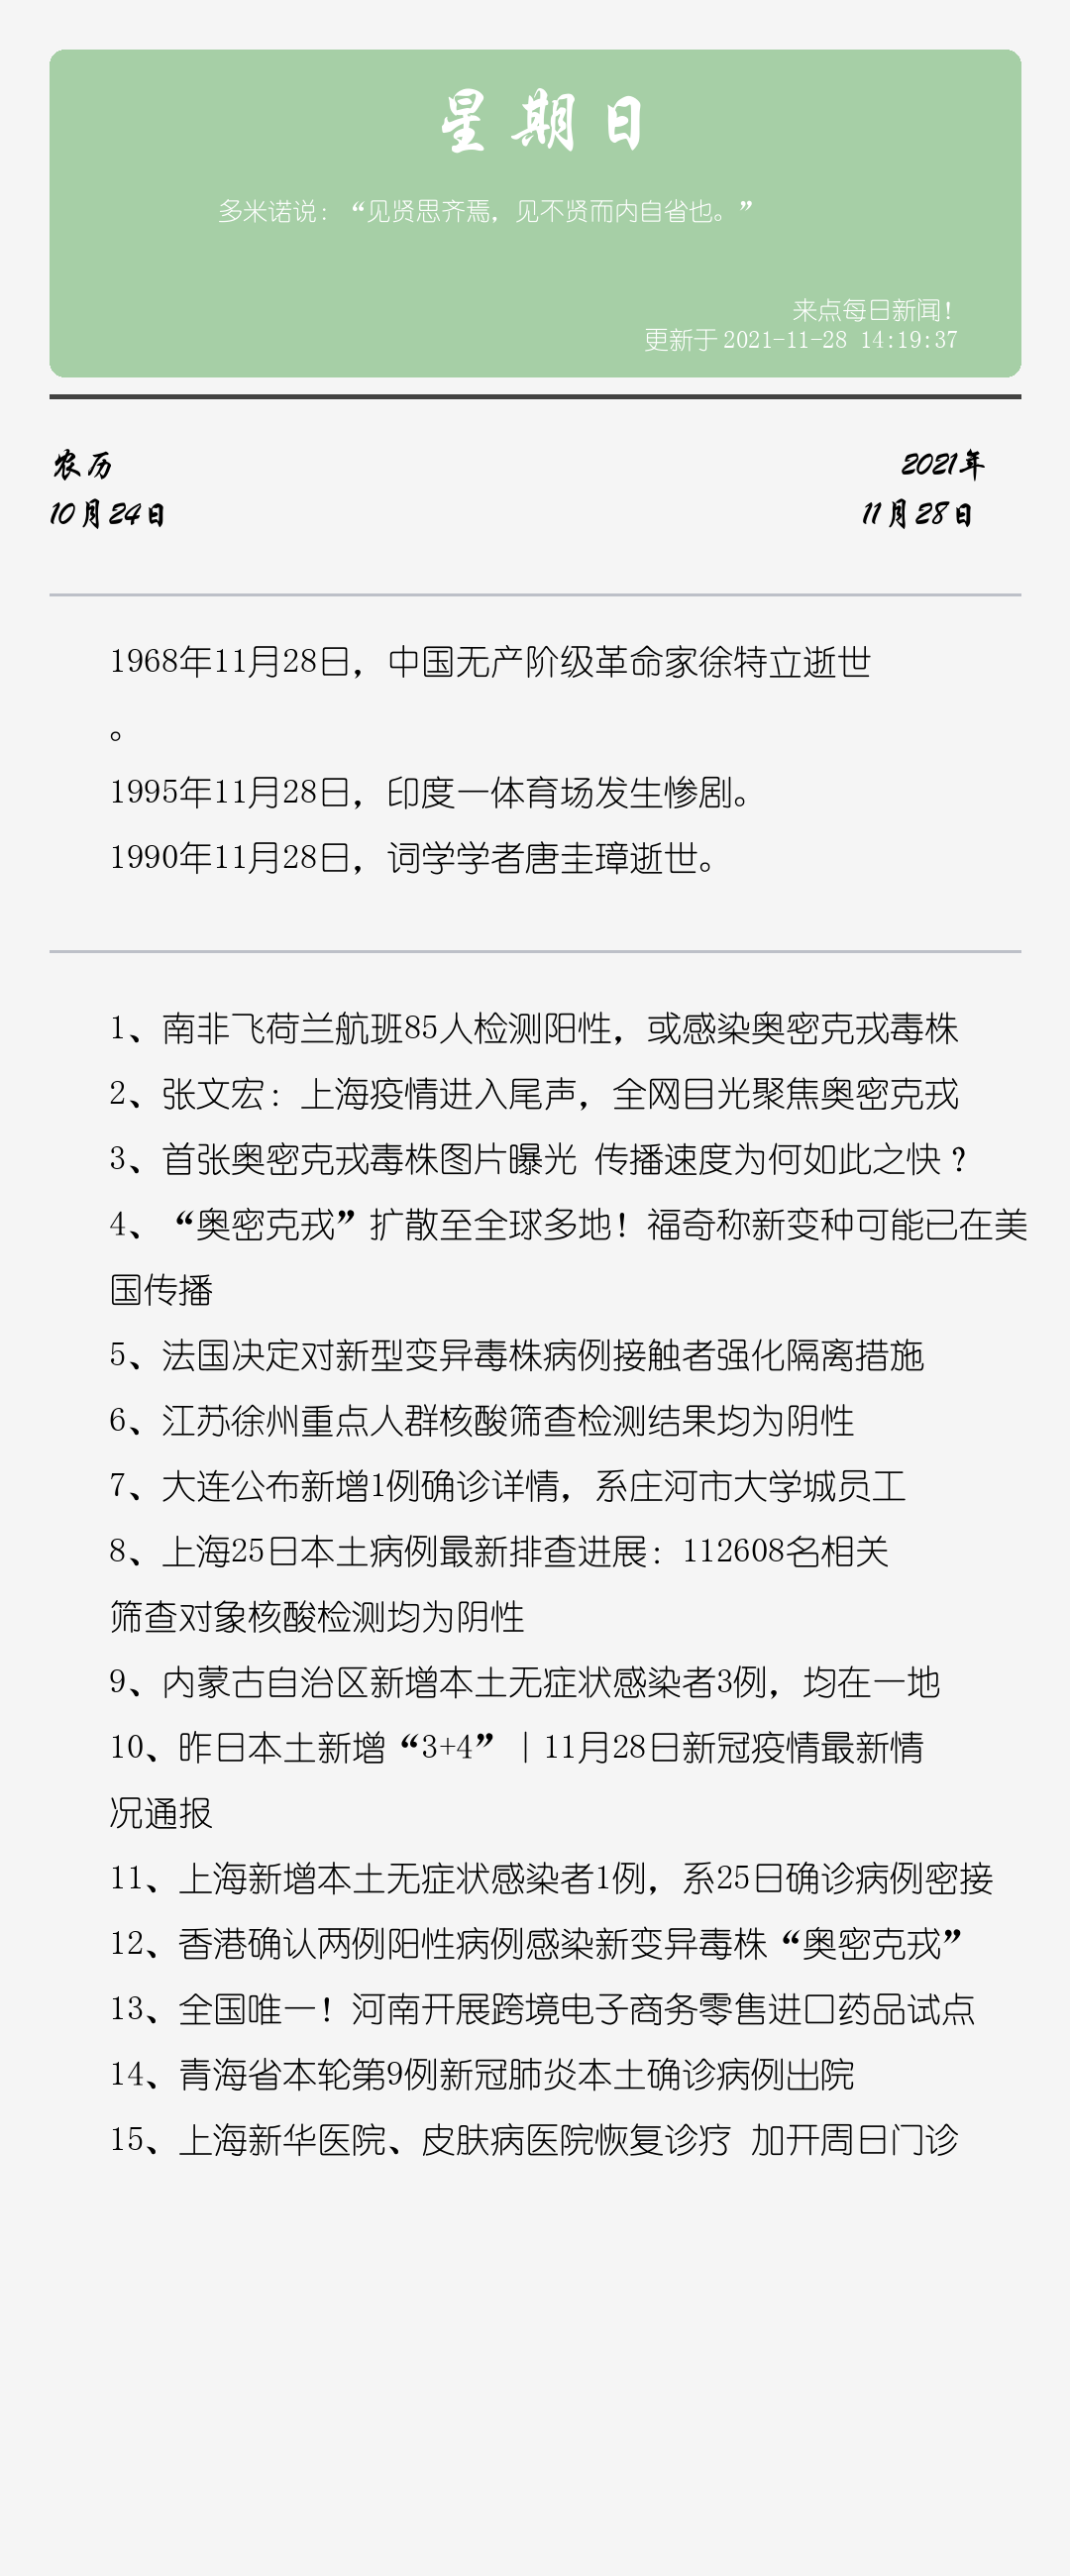 星期日
多米诺说：“见贤思齐焉，见不贤而内自省也。”
来点每日新闻！
更新于 2021-11-28 14:19:37
农历
2021年
10月24日
11月28日
1968年11月28日，中国无产阶级革命家徐特立逝世
。
1995年11月28日，印度一体育场发生惨剧。
1990年11月28日，词学学者唐圭璋逝世。
1、南非飞荷兰航班85人检测阳性，或感染奥密克戎毒株
2、张文宏：上海疫情进入尾声，全网目光聚焦奥密克戎
3、首张奥密克戎毒株图片曝光 传播速度为何如此之快？
4、“奥密克戎”扩散至全球多地！福奇称新变种可能已在美
国传播
5、法国决定对新型变异毒株病例接触者强化隔离措施
6、江苏徐州重点人群核酸筛查检测结果均为阴性
7、大连公布新增1例确诊详情，系庄河市大学城员工
8、上海25日本土病例最新排查进展：112608名相关
筛查对象核酸检测均为阴性
9、内蒙古自治区新增本土无症状感染者3例，均在一地
10、昨日本土新增“3+4”｜11月28日新冠疫情最新情
况通报
11、上海新增本土无症状感染者1例，系25日确诊病例密接
12、香港确认两例阳性病例感染新变异毒株“奥密克戎”
13、全国唯一！河南开展跨境电子商务零售进口药品试点
14、青海省本轮第9例新冠肺炎本土确诊病例出院
15、上海新华医院、皮肤病医院恢复诊疗 加开周日门诊